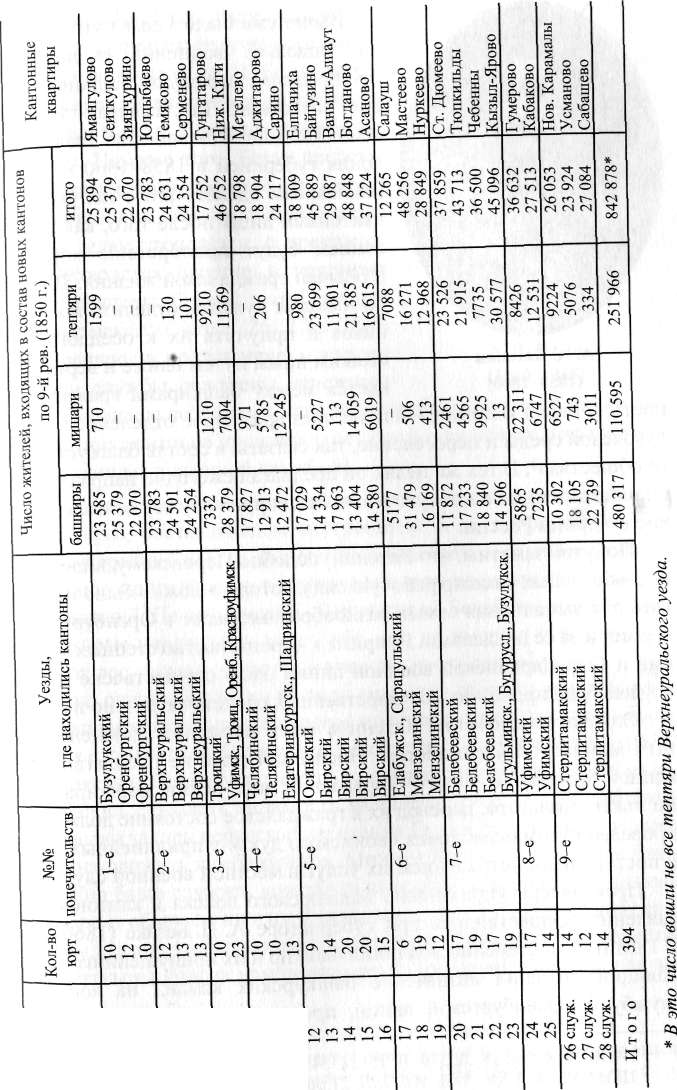 Кол-во юрт №№ попечительств Уезды, где находились кантоны Число жителей, входящих в состав новых кантонов по 9-й рев. (1850 г.) Кантонные квартиры
башкиры мишари тептяри итого
10 1–е Бузулукский 23 585 710 1599 25 894 Ямангулово
12 Оренбургский 25 379 – – 25 379 Сеиткулово
10 Оренбургский 22 070 – – 22 070 Зиянчурино
12 2–е Верхнеуральский 23 783 – – 23 783 Юлдыбаево
13 Верхнеуральский 24 501 – 130 24 631 Темясово
13 Верхнеуральский 24 254 – 101 24 354 Серменево
10 3–е Троицкий 7332 1210 9210 17 752 Тунгатарово
23 Уфимск., Троиц, Оренб., Красноуфимск. 28 379 7004 11369 46 752 Ниж. Киги
10 4–е Челябинский 17 827 971 – 18 798 Метелево
10 Челябинский 12 913 5785 206 18 904 Аджитарово
13 Екатеринбургск., Шадринский 12 472 12 245 – 24 717 Сарино
12 9 5–е Осинский 17 029 – 980 18 009 Елпачиха
13 14 Бирский 14 334 5227 23 699 45 889 Байгузино
14 20 Бирский 17 963 113 11 001 29 087 Ваныш-Алпаут
15 20 Бирский 13 404 14 059 21 385 48 848 Богданово
16 15 Бирский 14 580 6019 16 615 37 224 Асаново
17 6 6–е Елабужск., Сарапульский 5177 7088 12 265 Салауш
18 19 Мензелинский 31 479 506 16 271 48 256 Мастеево
19 12 Мензелинский 16 169 413 12 968 28 849 Нуркеево
20 17 7–е Белебеевский 11 872 2461 23 526 37 859 Ст. Дюмеево
21 19 Белебеевский 17 233 4565 21 915 43 713 Тюпкильды
22 17 Белебеевский 18 840 9925 7735 36 500 Чебенны
23 19 Бугульминск., Бугурусл., Бузулукск. 14 506 13 30 577 45 096 Кызыл-Ярово
24 17 8–е Уфимский 5865 22 311 8426 36 632 Гумерово
25 14 Уфимский 7235 6747 12 531 27 513 Кабаково
26 служ. 14 9–е Стерлитамакский 10 302 6527 9224 26 053 Нов. Карамалы
27 служ. 12 Стерлитамакский 18 105 743 5076 23 924 Усманово
28 служ. 14 Стерлитамакский 22 739 3011 334 27 084 Сабашево
Итого 394 480 317 110 595 251 966 842 878*
* В это число вошли не все тептяри Верхнеуральского уезда.